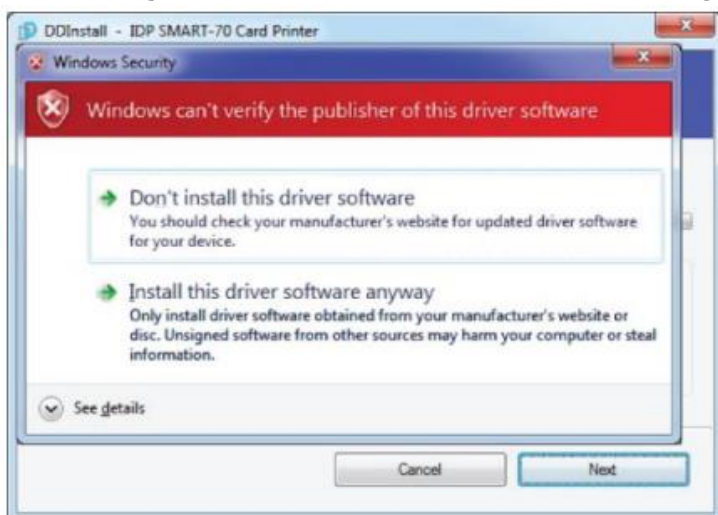 DDInstall - IDP SMART-70 Card Printer
Windows Security
Windows can't verify the publisher of this driver software
Don't install this driver software
You should check your manufacturer's website for updated driver software
for your device.
Install this driver software anyway
Only install driver software obtained from your manufacturer's website or
disc. Unsigned software from other sources may harm your computer or steal
information.
See details
Cancel
Next